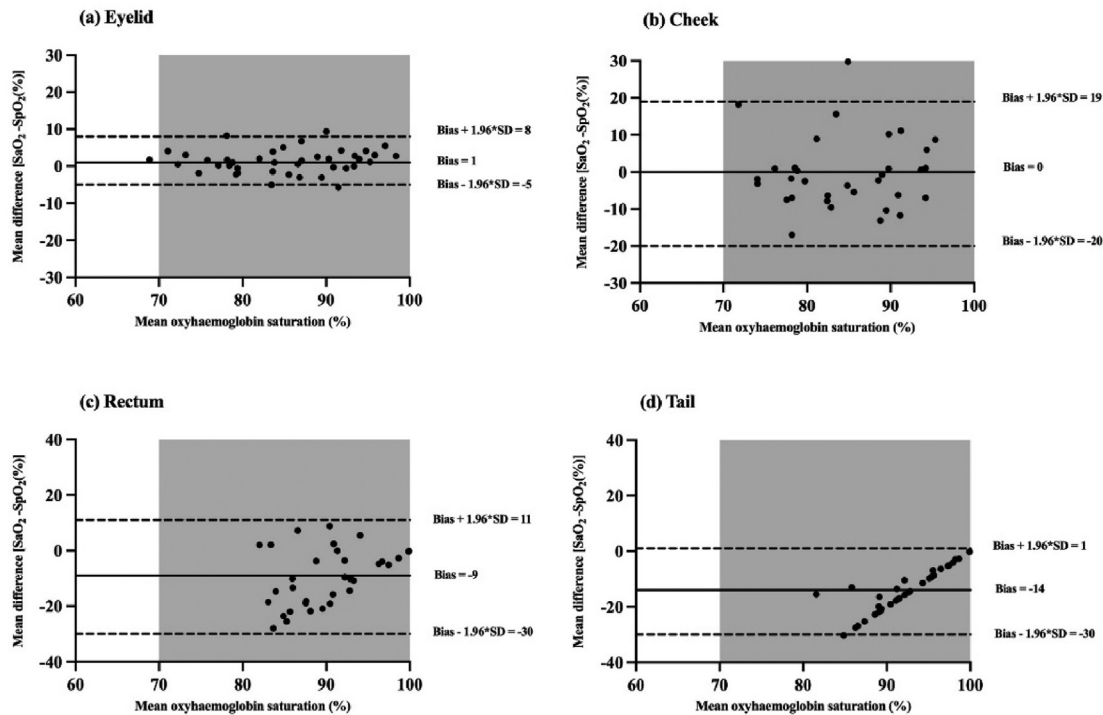 (a) Eyelid
30
20
10
0
-10
-20
-30
Mean difference [SaO2-SpO2(%)]
60 70 80 90 100
Mean oxyhaemoglobin saturation (%)
Bias + 1.96*SD = 8
Bias = 1
Bias - 1.96*SD = -5
(b) Cheek
30
20
10
0
-10
-20
-30
Mean difference [SaO2-SpO2(%)]
60 70 80 90 100
Mean oxyhaemoglobin saturation (%)
Bias + 1.96*SD = 19
Bias = 0
Bias - 1.96*SD = -20
(c) Rectum
40
20
0
-20
-40
Mean difference [SaO2-SpO2(%)]
60 70 80 90 100
Mean oxyhaemoglobin saturation (%)
Bias + 1.96*SD = 11
Bias = -9
Bias - 1.96*SD = -30
(d) Tail
40
20
0
-20
-40
Mean difference [SaO2-SpO2(%)]
60 70 80 90 100
Mean oxyhaemoglobin saturation (%)
Bias + 1.96*SD = 1
Bias = -14
Bias - 1.96*SD = -30